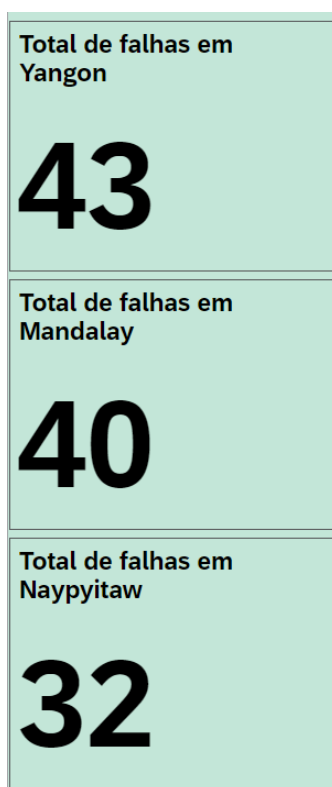 Total de falhas em
Yangon
43
Total de falhas em
Mandalay
40
Total de falhas em
Naypyitaw
32